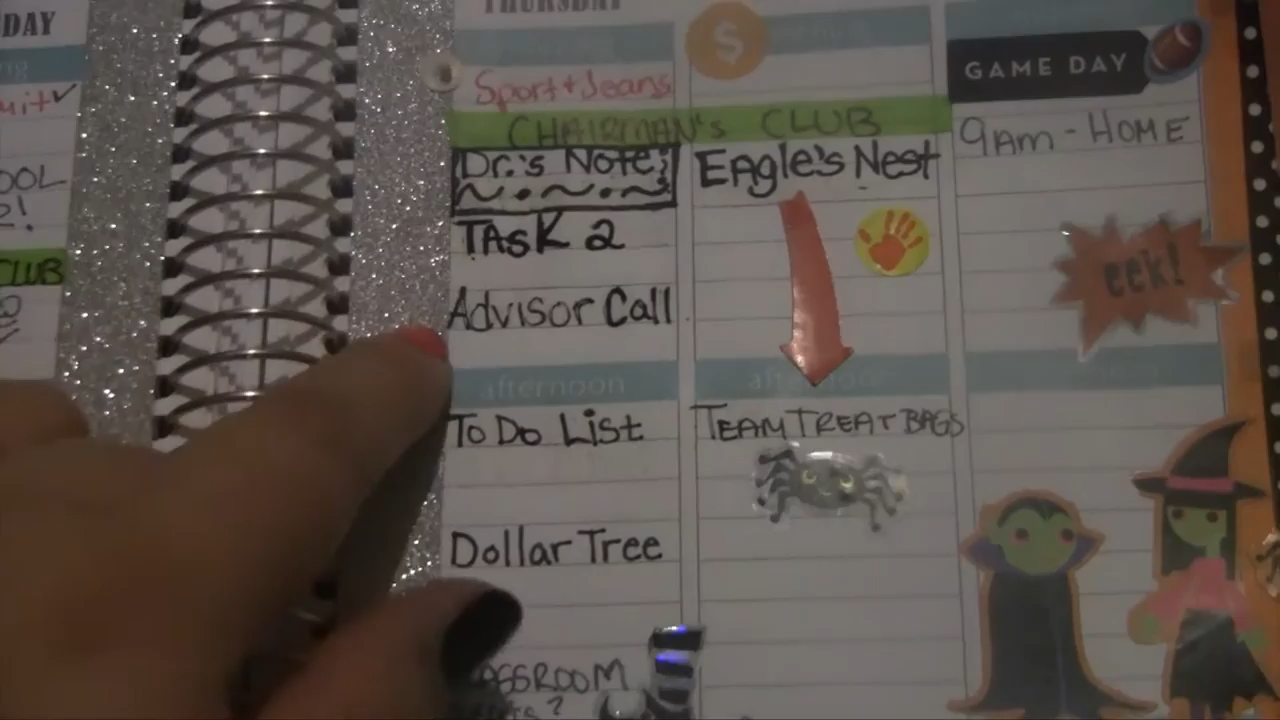 DAY
THURSDAY
$
GAME DAY
Sport + Jeans
CHAIRMAN'S CLUB
9am - HOME
Dr.'s Note;
Eagle's Nest
TASK 2
eek!
CLUB
Advisor Call
afternoon
To Do List
TEAM TREAT BAGS
Dollar Tree